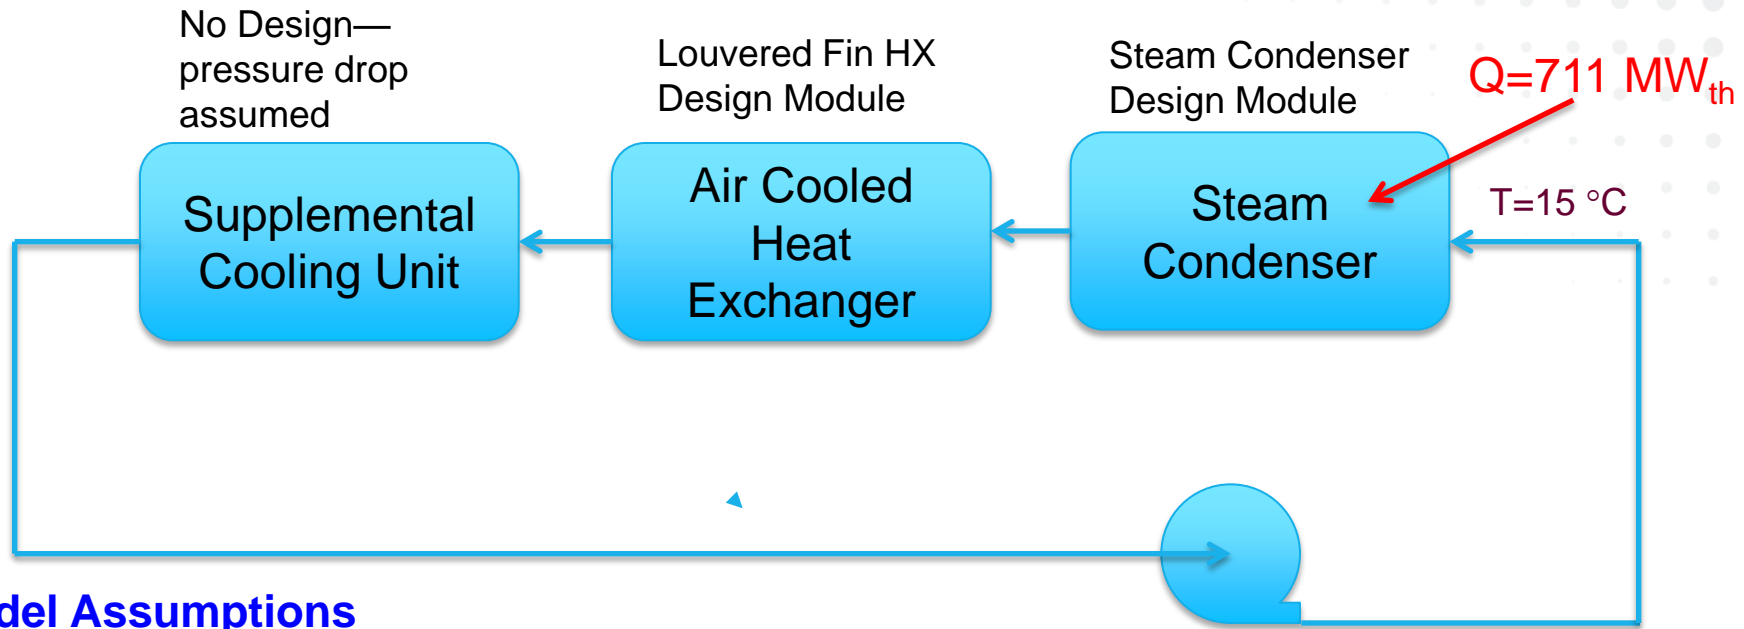 No Design—
pressure drop
assumed
Louvered Fin HX
Design Module
Steam Condenser
Design Module
Q=711 MWth
Supplemental
Cooling Unit
Air Cooled
Heat
Exchanger
Steam
Condenser
T=15 °C
del Assumptions